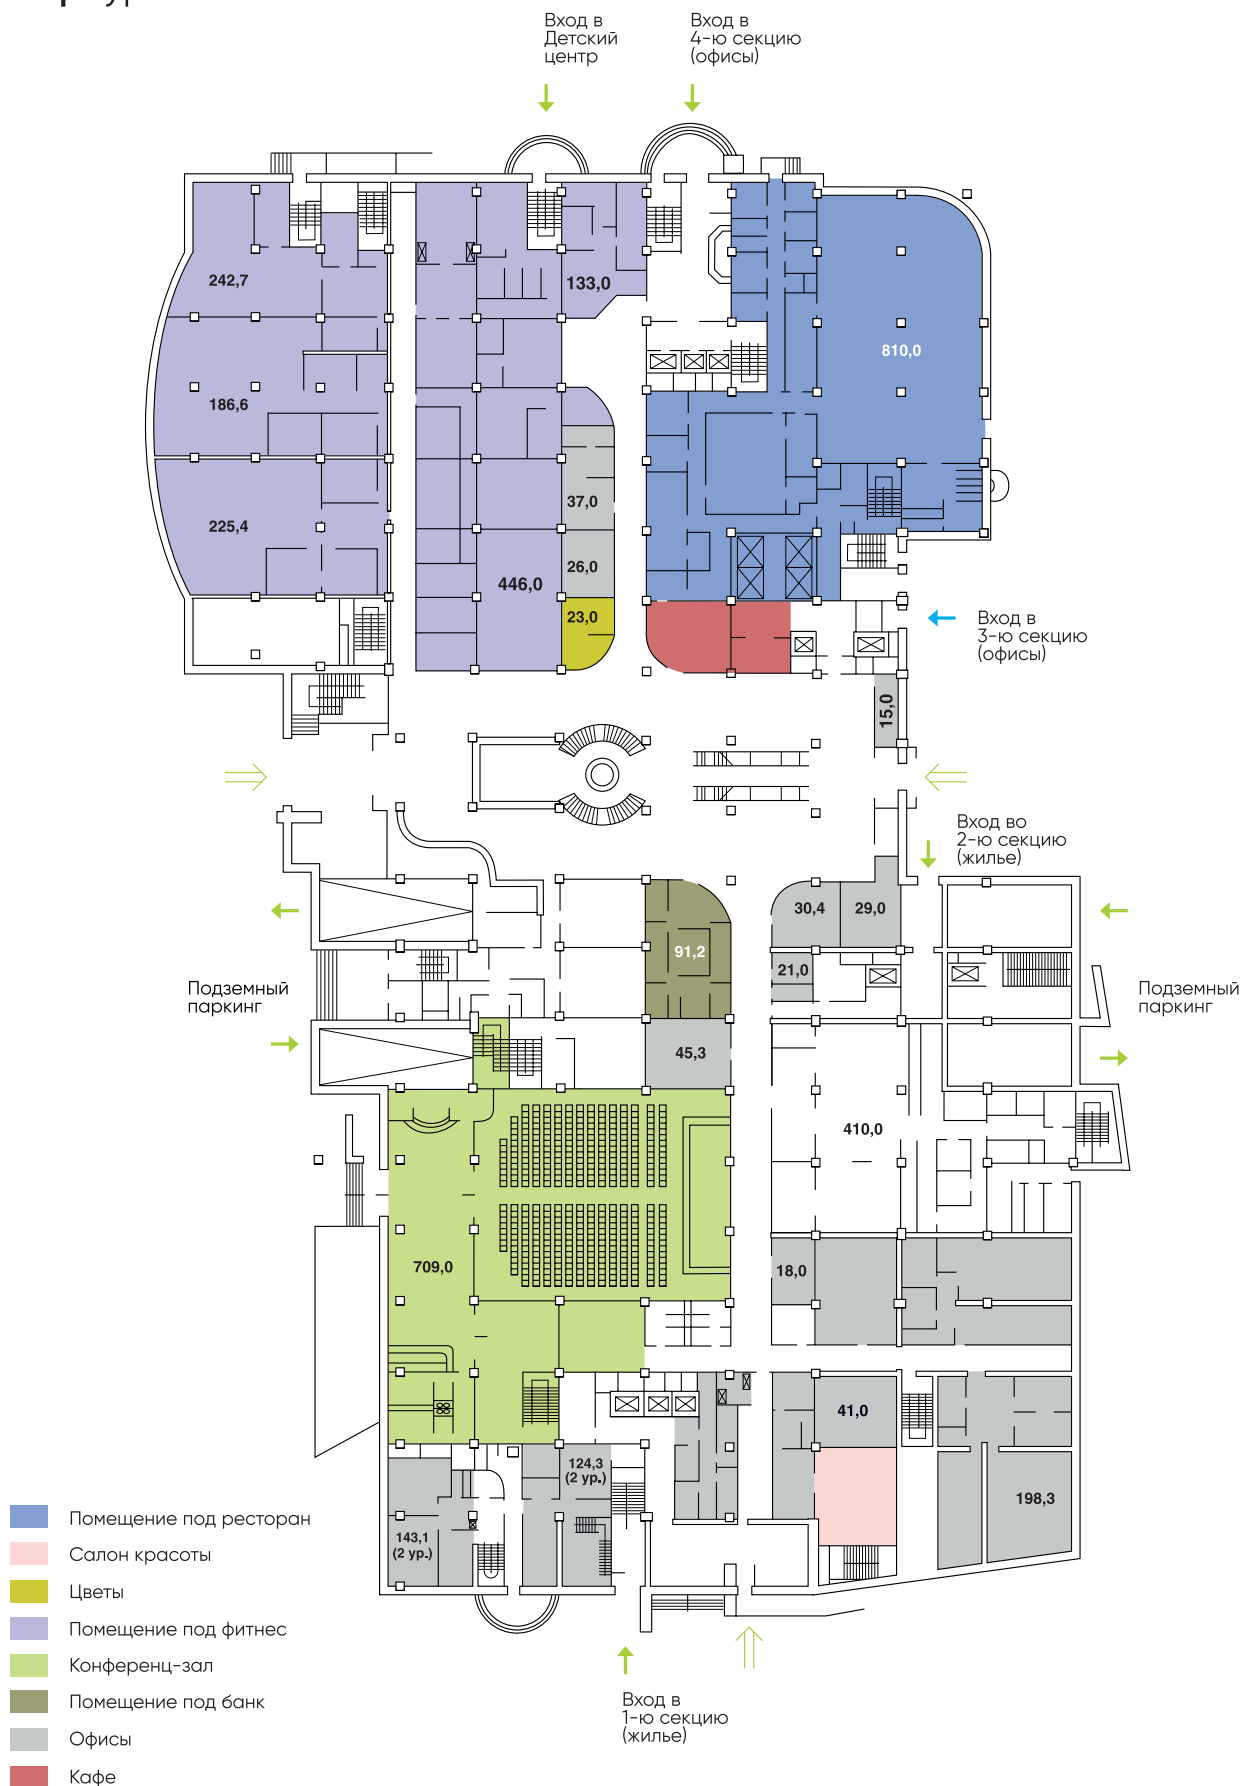 Вход в
Детский
центр
Вход в
4-ю секцию
(офисы)
242,7
133,0
810,0
186,6
37,0
225,4
26,0
446,0
23,0
Вход в
3-ю секцию
(офисы)
15,0
Вход во
2-ю секцию
(жилье)
30,4
29,0
91,2
21,0
Подземный
паркинг
Подземный
паркинг
45,3
410,0
709,0
18,0
41,0
124,3
(2 ур.)
198,3
143,1
(2 ур.)
Помещение под ресторан
Салон красоты
Цветы
Помещение под фитнес
Конференц-зал
Помещение под банк
Офисы
Кафе
Вход в
1-ю секцию
(жилье)